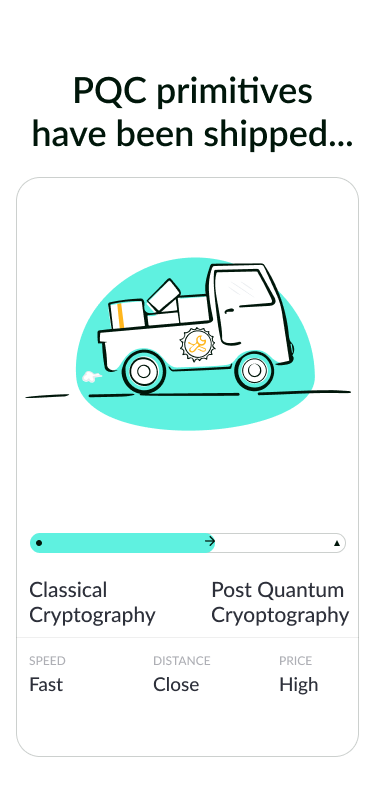 PQC primitives
have been shipped...
Classical
Cryptography
Post Quantum
Cryoptography
SPEED
DISTANCE
PRICE
Fast
Close
High